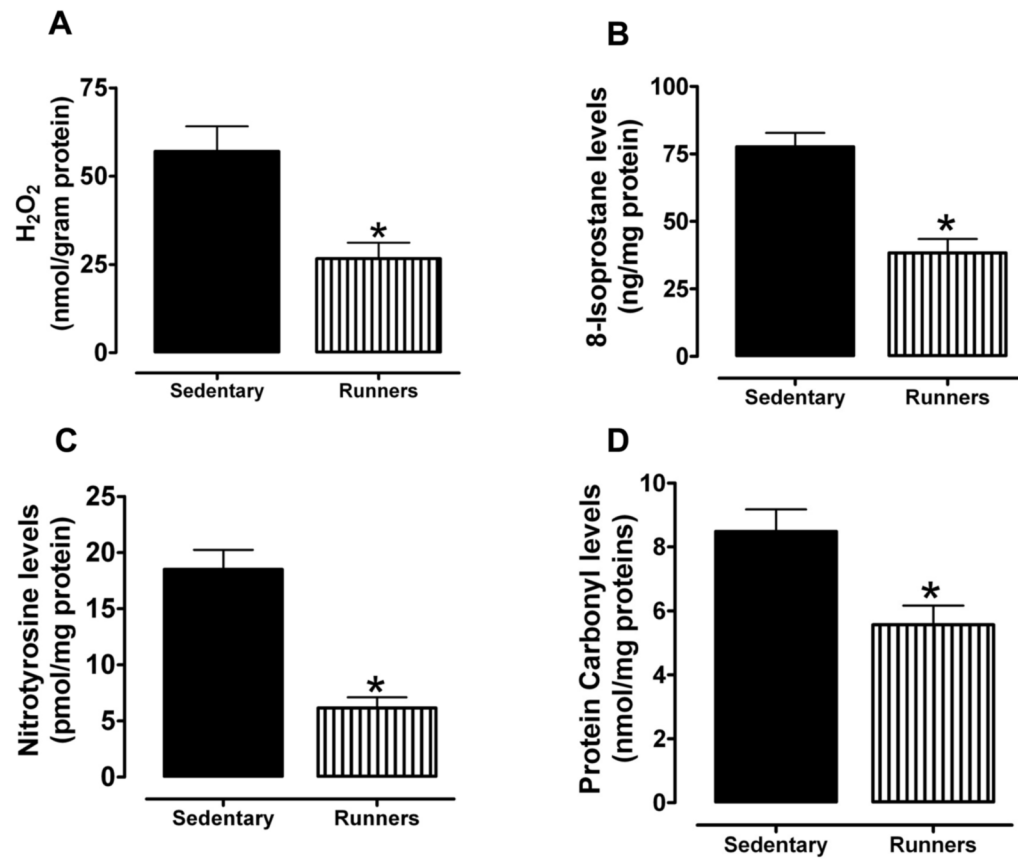 A
H₂O₂
(nmol/gram protein)
75
50
25
0
*
Sedentary
Runners
B
8-Isoprostane levels
(ng/mg protein)
100
75
50
25
0
*
Sedentary
Runners
C
Nitrotyrosine levels
(pmol/mg protein)
25
20
15
10
5
0
*
Sedentary
Runners
D
Protein Carbonyl levels
(nmol/mg proteins)
10
8
6
4
2
0
*
Sedentary
Runners